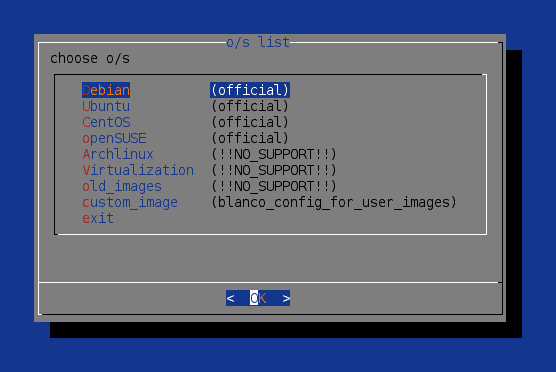 o/s list
choose o/s
Debian (official)
Ubuntu (official)
CentOS (official)
openSUSE (official)
Archlinux (!!NO_SUPPORT!!)
Virtualization (!!NO_SUPPORT!!)
old_images (!!NO_SUPPORT!!)
custom_image (blanco_config_for_user_images)
exit
< OK >